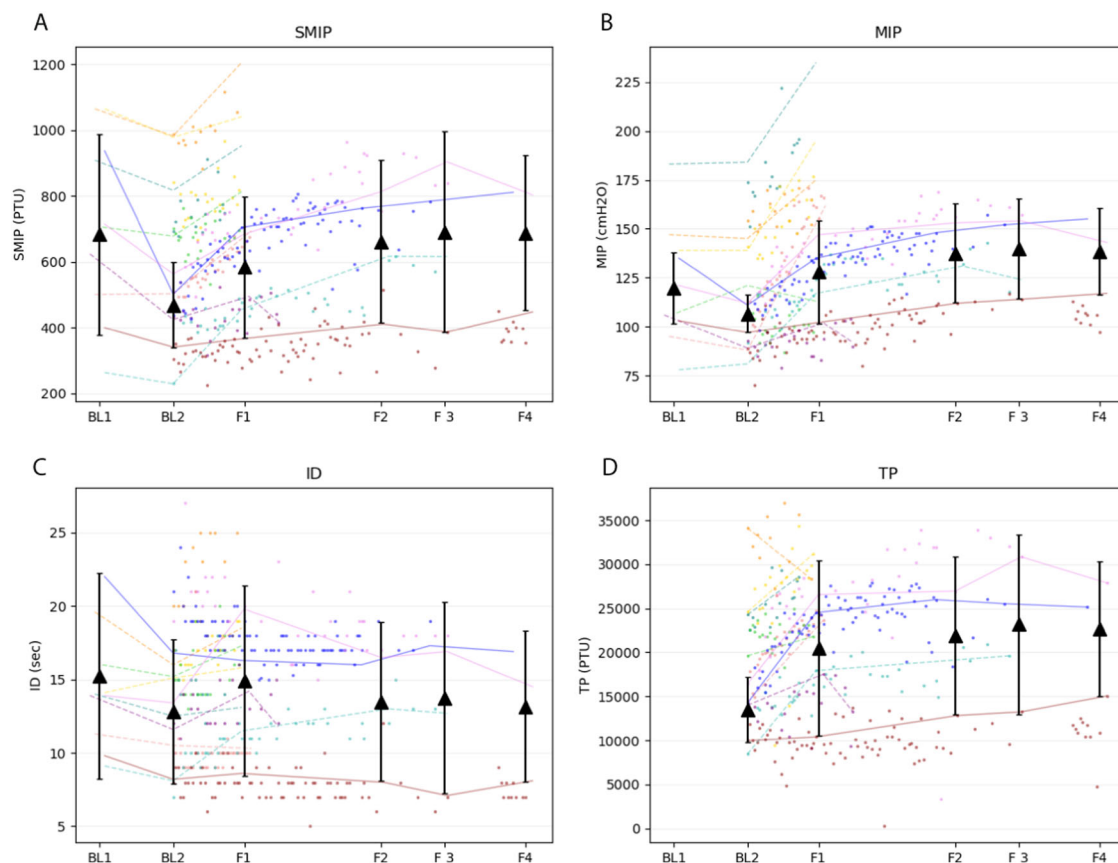 A
SMIP
SMIP (PTU)
1200
1000
800
600
400
200
BL1 BL2 F1 F2 F 3 F4
B
MIP
MIP (cmH2O)
225
200
175
150
125
100
75
BL1 BL2 F1 F2 F 3 F4
C
ID
ID (sec)
25
20
15
10
5
BL1 BL2 F1 F2 F 3 F4
D
TP
TP (PTU)
35000
30000
25000
20000
15000
10000
5000
0
BL1 BL2 F1 F2 F 3 F4